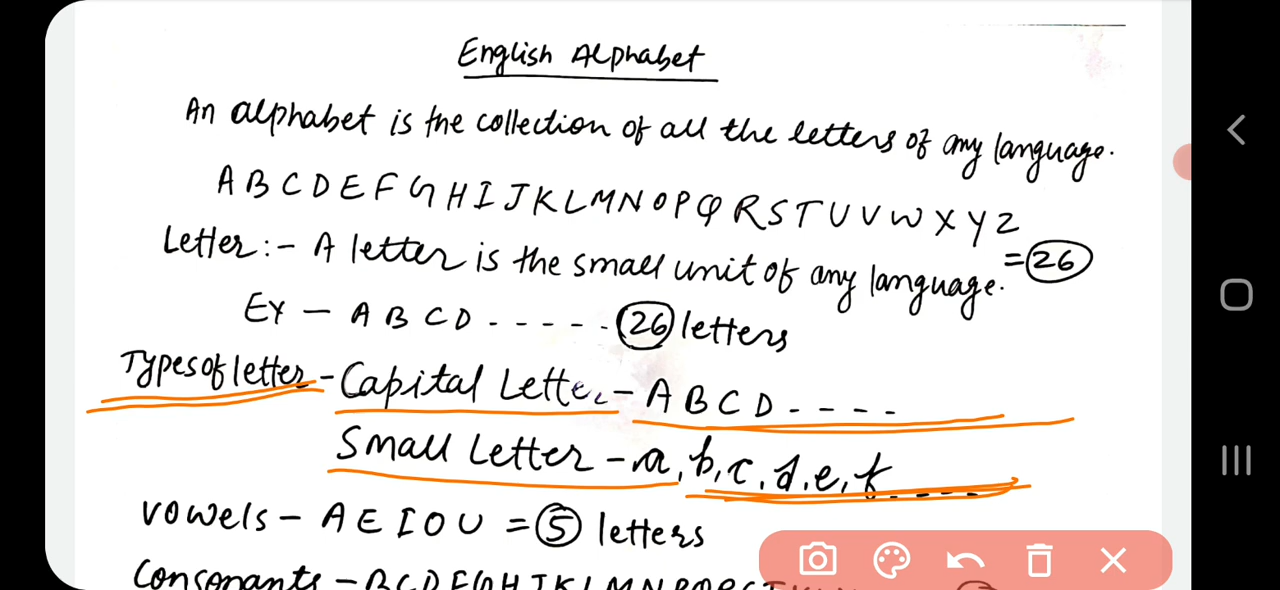 English Alphabet
An alphabet is the collection of all the letters of any language.
A B C D E F G H I J K L M N O P Q R S T U V W X Y Z
= 26
Letter :- A letter is the small unit of any language.
Ex - A B C D ------ 26 letters
Types of letter - Capital Letter - A B C D ----
Small Letter - a, b, c, d, e, f ----
Vowels - A E I O U = 5 letters
Consonants - B C D F G H J K L M N P Q R S T